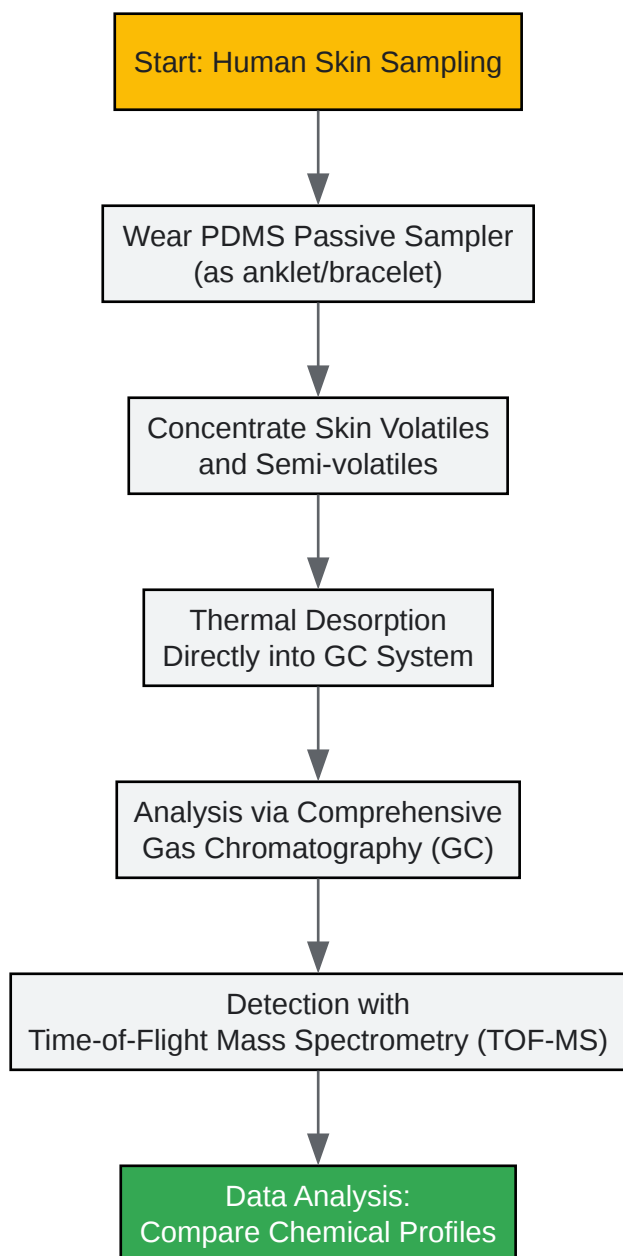 Start: Human Skin Sampling
Wear PDMS Passive Sampler
(as anklet/bracelet)
Concentrate Skin Volatiles
and Semi-volatiles
Thermal Desorption
Directly into GC System
Analysis via Comprehensive
Gas Chromatography (GC)
Detection with
Time-of-Flight Mass Spectrometry (TOF-MS)
Data Analysis:
Compare Chemical Profiles